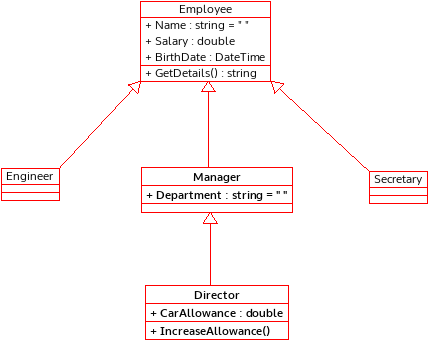 Employee
+ Name : string = " "
+ Salary : double
+ BirthDate : DateTime
+ GetDetails() : string
Engineer
Manager
+ Department : string = " "
Secretary
Director
+ CarAllowance : double
+ IncreaseAllowance()